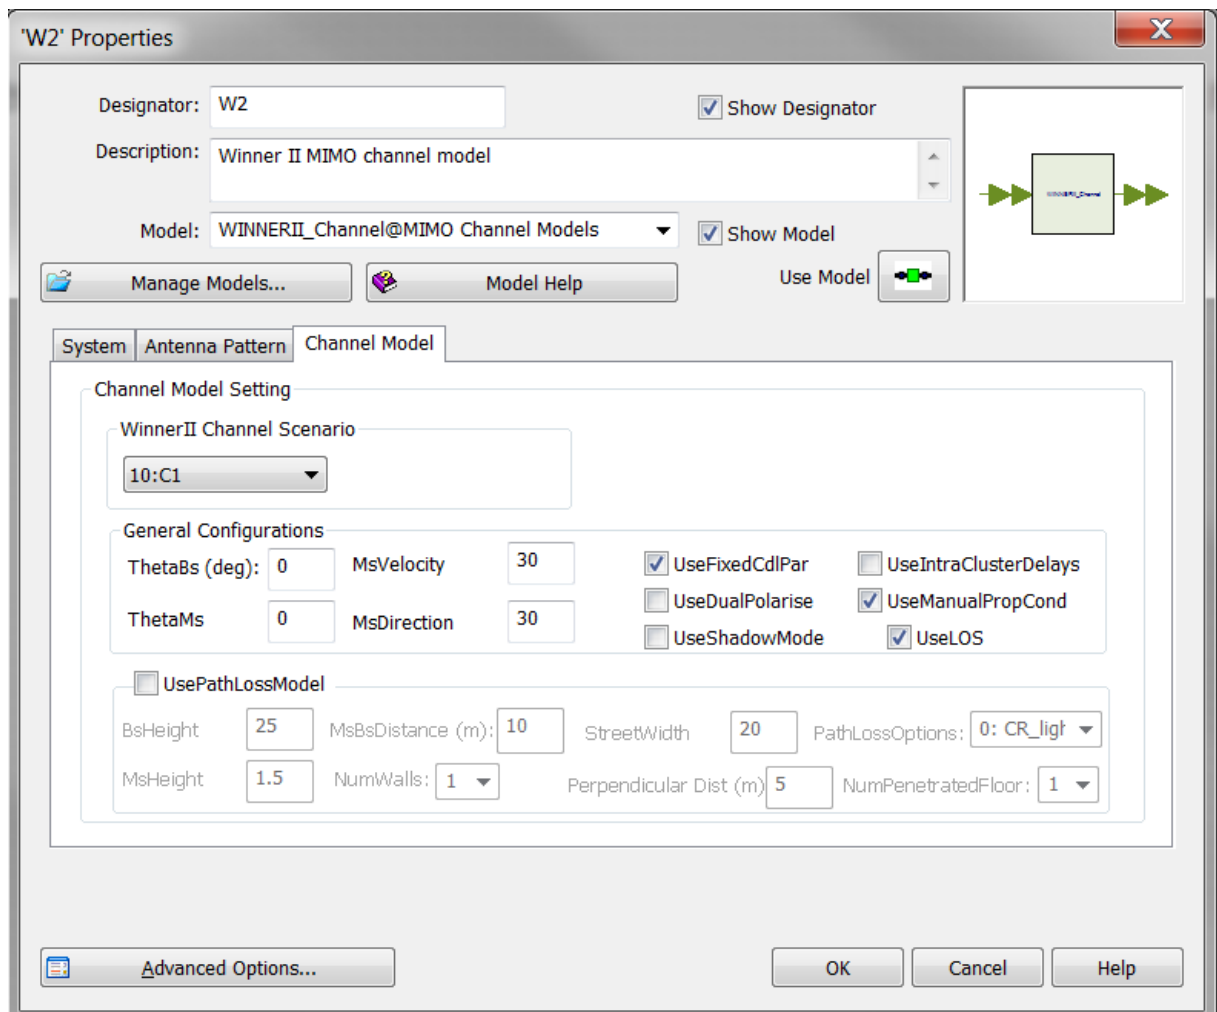 'W2' Properties
Designator: W2 Show Designator
Description: Winner II MIMO channel model
WINNERII_Channel
Model: WINNERII_Channel@MIMO Channel Models Show Model
Manage Models... Model Help Use Model
System Antenna Pattern Channel Model
Channel Model Setting
WinnerII Channel Scenario
10:C1
General Configurations
ThetaBs (deg): 0 MsVelocity 30 UseFixedCdlPar UseIntraClusterDelays
UseDualPolarise UseManualPropCond
ThetaMs 0 MsDirection 30
UseShadowMode UseLOS
UsePathLossModel
BsHeight 25 MsBsDistance (m): 10 StreetWidth 20 PathLossOptions: 0: CR_ligh
MsHeight 1.5 NumWalls: 1 Perpendicular Dist (m) 5 NumPenetratedFloor: 1
Advanced Options... OK Cancel Help